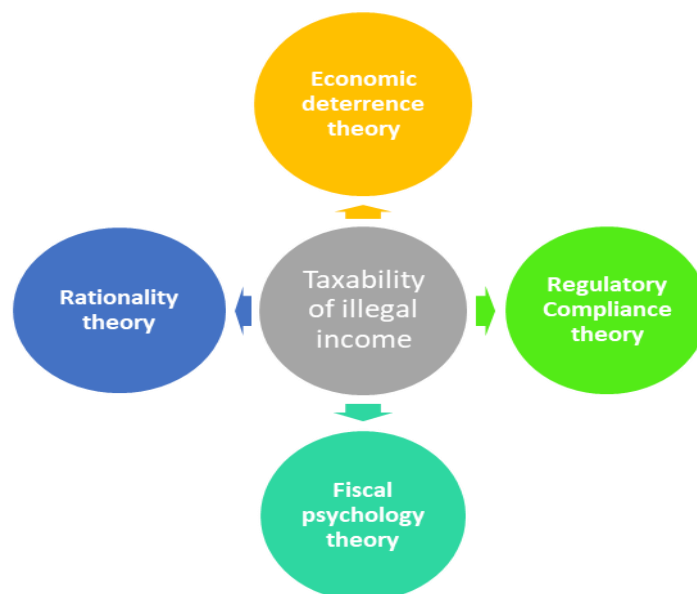 Economic
deterrence
theory
Rationality
theory
Taxability
of illegal
income
Regulatory
Compliance
theory
Fiscal
psychology
theory